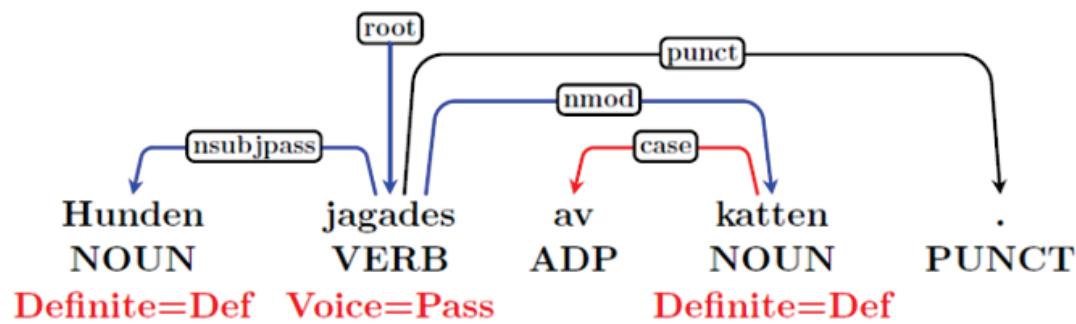 root
punct
nmod
nsubjpass case
Hunden jagades av katten .
NOUN VERB ADP NOUN PUNCT
Definite=Def Voice=Pass Definite=Def